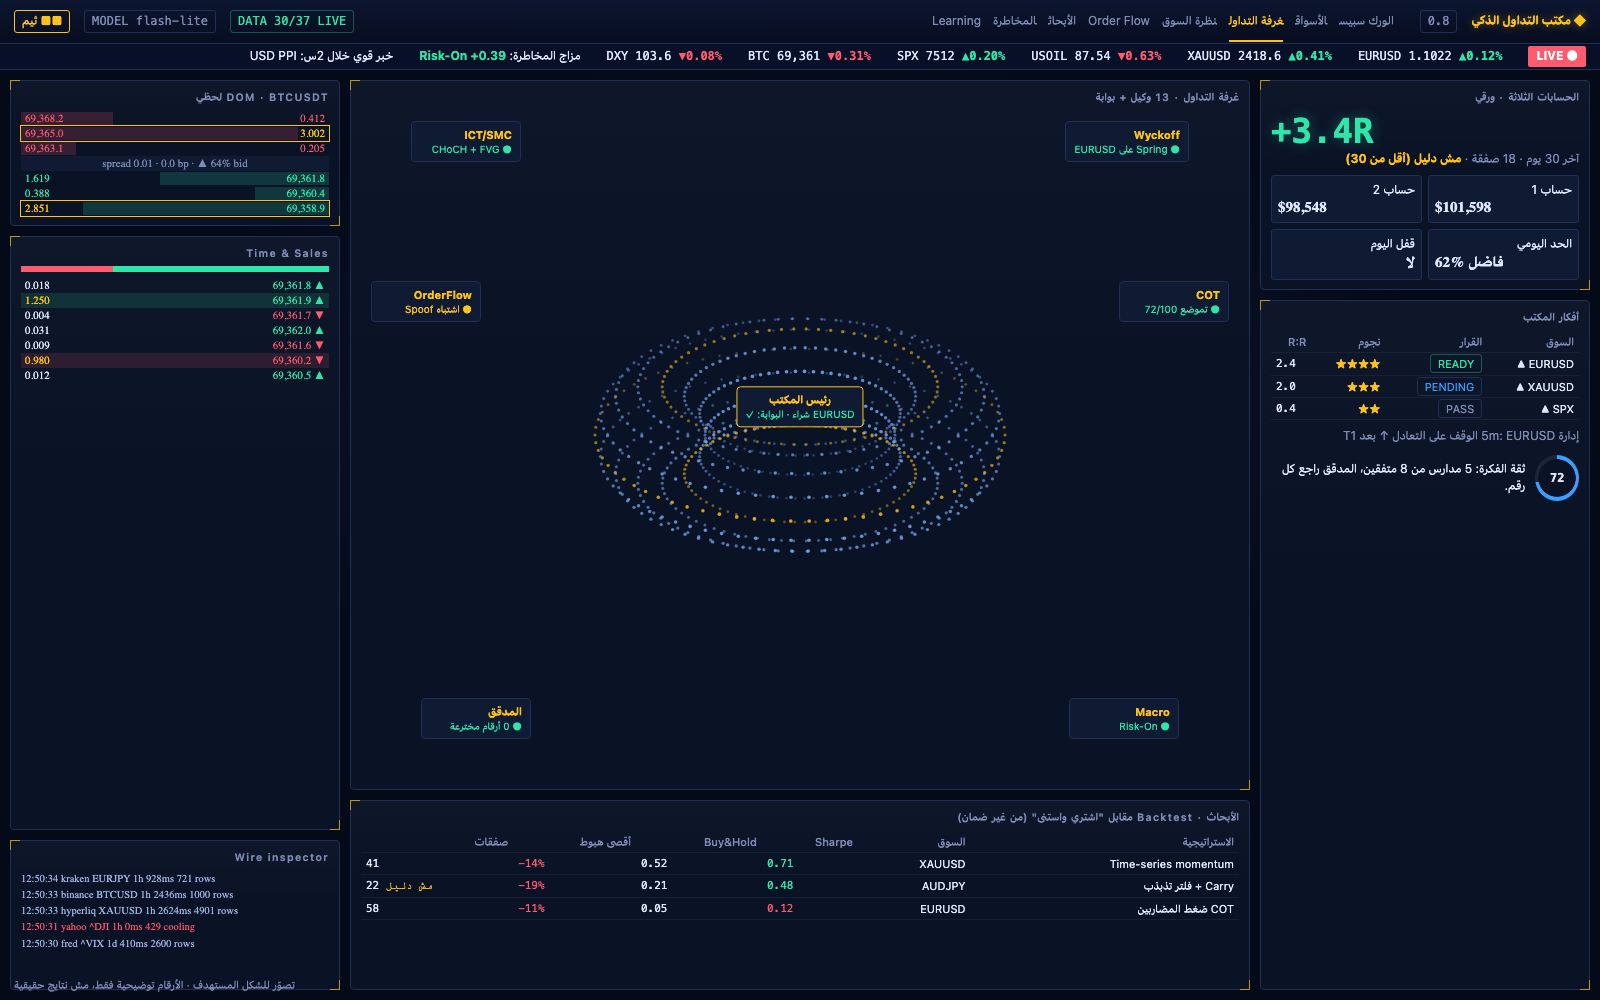 ◆ مكتب التداول الذكي
0.8
الورك سبيس
الأسواق
غرفة التداول
نظرة السوق
Order Flow
الأبحاث
المخاطرة
Learning
DATA 30/37 LIVE
MODEL flash-lite
ثيم
LIVE
EURUSD 1.1022 ▲0.12%
XAUUSD 2418.6 ▲0.41%
USOIL 87.54 ▼0.63%
SPX 7512 ▲0.20%
BTC 69,361 ▼0.31%
DXY 103.6 ▼0.08%
مزاج المخاطرة: Risk-On +0.39
خبر قوي خلال 2س: USD PPI
الحسابات الثلاثة · ورقي
+3.4R
آخر 30 يوم · 18 صفقة · مش دليل (أقل من 30)
حساب 1
$101,598
حساب 2
$98,548
الحد اليومي
فاضل 62%
قفل اليوم
لا
أفكار المكتب
السوق القرار نجوم R:R
▲ EURUSD READY ★★★★ 2.4
▲ XAUUSD PENDING ★★★ 2.0
▲ SPX PASS ★★ 0.4
إدارة 5m: EURUSD الوقف على التعادل ↑ بعد T1
72
ثقة الفكرة: 5 مدارس من 8 متفقين، المدقق راجع كل
رقم.
غرفة التداول · 13 وكيل + بوابة
Wyckoff
Spring على EURUSD
ICT/SMC
CHoCH + FVG
COT
تموضع 72/100
OrderFlow
اشتباه Spoof
رئيس المكتب
EURUSD شراء · البوابة: ✓
Macro
Risk-On
المدقق
0 أرقام مخترعة
الأبحاث · Backtest مقابل "اشتري واستنى" (من غير ضمان)
الاستراتيجية السوق Sharpe Buy&Hold أقصى هبوط صفقات
Time-series momentum XAUUSD 0.71 0.52 −14% 41
Carry + فلتر تذبذب AUDJPY 0.48 0.21 −19% 22 مش دليل
COT ضغط المضاربين EURUSD 0.12 0.05 −11% 58
DOM · BTCUSDT لحظي
69,368.2 0.412
69,365.0 3.002
69,363.1 0.205
spread 0.01 · 0.0 bp · ▲ 64% bid
1.619 69,361.8
0.388 69,360.4
2.851 69,358.9
Time & Sales
0.018 69,361.8 ▲
1.250 69,361.9 ▲
0.004 69,361.7 ▼
0.031 69,362.0 ▲
0.009 69,361.6 ▼
0.980 69,360.2 ▼
0.012 69,360.5 ▲
Wire inspector
12:50:34 kraken EURJPY 1h 928ms 721 rows
12:50:33 binance BTCUSD 1h 2436ms 1000 rows
12:50:33 hyperliq XAUUSD 1h 2624ms 4901 rows
12:50:31 yahoo ^DJI 1h 0ms 429 cooling
12:50:30 fred ^VIX 1d 410ms 2600 rows
تصوّر للشكل المستهدف · الأرقام توضيحية فقط، مش نتايج حقيقية